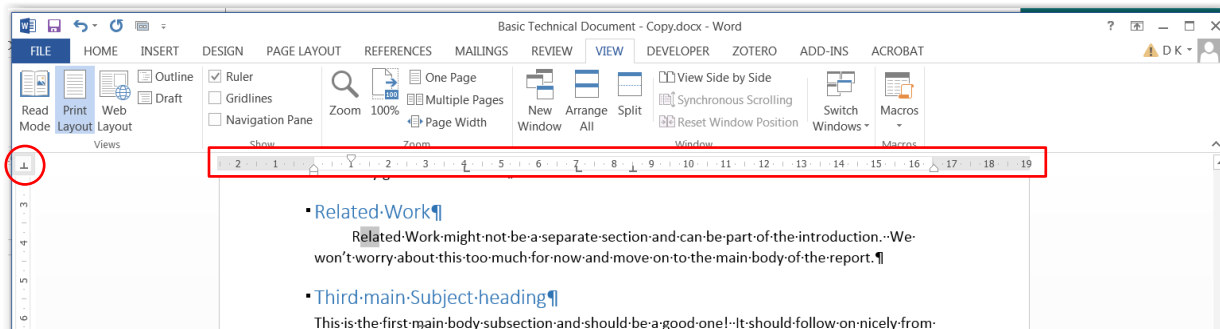 Basic Technical Document - Copy.docx - Word
FILE HOME INSERT DESIGN PAGE LAYOUT REFERENCES MAILINGS REVIEW VIEW DEVELOPER ZOTERO ADD-INS ACROBAT D K
Read Mode
Print Layout
Web Layout
Outline
Draft
Views
Ruler
Gridlines
Navigation Pane
Show
Zoom
100
100%
One Page
Multiple Pages
Page Width
Zoom
New Window
Arrange All
Split
View Side by Side
Synchronous Scrolling
Reset Window Position
Window
Switch Windows
Macros
Macros
2 1 1 2 3 4 5 6 7 8 9 10 11 12 13 14 15 16 17 18 19
3
4
5
6
▪Related·Work¶
Related·Work·might·not·be·a·separate·section·and·can·be·part·of·the·introduction.··We·
won't·worry·about·this·too·much·for·now·and·move·on·to·the·main·body·of·the·report.¶
▪Third·main·Subject·heading¶
This·is·the·first·main·body·subsection·and·should·be·a·good·one!··It·should·follow·on·nicely·from·